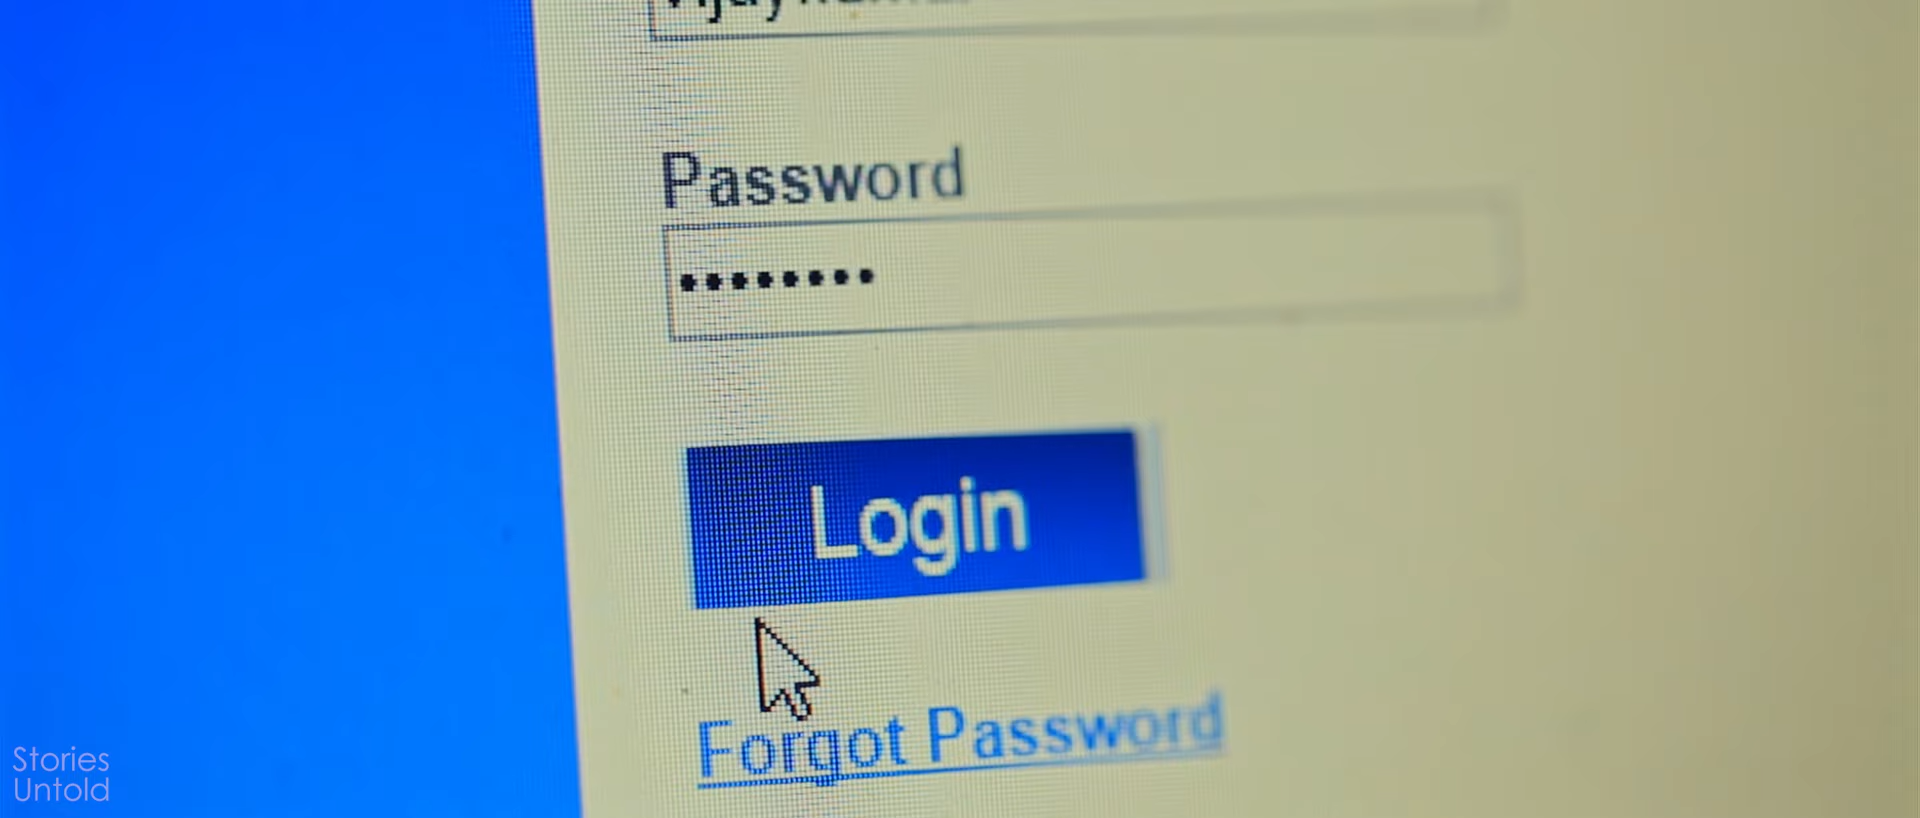 Password
••••••••
Login
Forgot Password
Stories
Untold